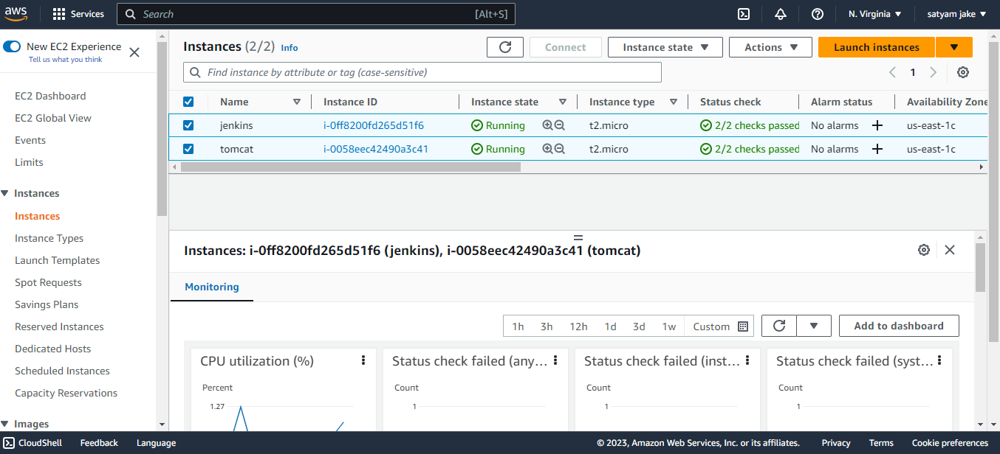 aws Services Search [Alt+S] N. Virginia satyam jake
New EC2 Experience
Tell us what you think
EC2 Dashboard
EC2 Global View
Events
Limits
Instances
Instances
Instance Types
Launch Templates
Spot Requests
Savings Plans
Reserved Instances
Dedicated Hosts
Scheduled Instances
Capacity Reservations
Images
Instances (2/2) Info Connect Instance state Actions Launch instances
Find instance by attribute or tag (case-sensitive) 1
Name Instance ID Instance state Instance type Status check Alarm status Availability Zone
jenkins i-0ff8200fd265d51f6 Running t2.micro 2/2 checks passed No alarms us-east-1c
tomcat i-0058eec42490a3c41 Running t2.micro 2/2 checks passed No alarms us-east-1c
Instances: i-0ff8200fd265d51f6 (jenkins), i-0058eec42490a3c41 (tomcat)
Monitoring
1h 3h 12h 1d 3d 1w Custom Add to dashboard
CPU utilization (%) Status check failed (any... Status check failed (inst... Status check failed (syst...
Percent Count Count Count
1.27 1 1 1
CloudShell Feedback Language © 2023, Amazon Web Services, Inc. or its affiliates. Privacy Terms Cookie preferences